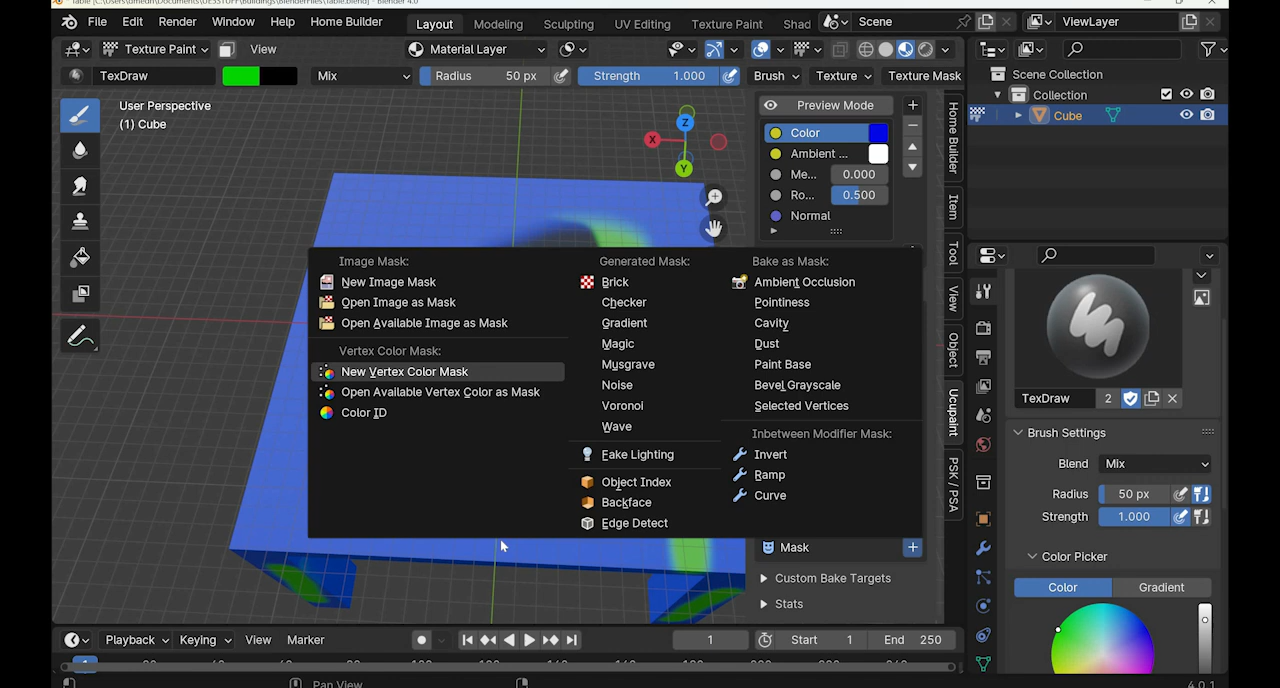 File Edit Render Window Help Home Builder Layout Modeling Sculpting UV Editing Texture Paint Shad Scene ViewLayer
Texture Paint View Material Layer
TexDraw Mix Radius 50 px Strength 1.000 Brush Texture Texture Mask
User Perspective
(1) Cube
Z
X
Y
Preview Mode
Color
Ambient ...
Me... 0.000
Ro... 0.500
Normal
Home Builder
Item
Tool
View
Object
Ucupaint
PSK / PSA
Image Mask:
New Image Mask
Open Image as Mask
Open Available Image as Mask
Vertex Color Mask:
New Vertex Color Mask
Open Available Vertex Color as Mask
Color ID
Generated Mask:
Brick
Checker
Gradient
Magic
Musgrave
Noise
Voronoi
Wave
Fake Lighting
Object Index
Backface
Edge Detect
Bake as Mask:
Ambient Occlusion
Pointiness
Cavity
Dust
Paint Base
Bevel Grayscale
Selected Vertices
Inbetween Modifier Mask:
Invert
Ramp
Curve
Mask
Custom Bake Targets
Stats
Scene Collection
Collection
Cube
TexDraw 2
Brush Settings
Blend Mix
Radius 50 px
Strength 1.000
Color Picker
Color Gradient
Playback Keying View Marker 1 Start 1 End 250
1
Pan View
4.0.1